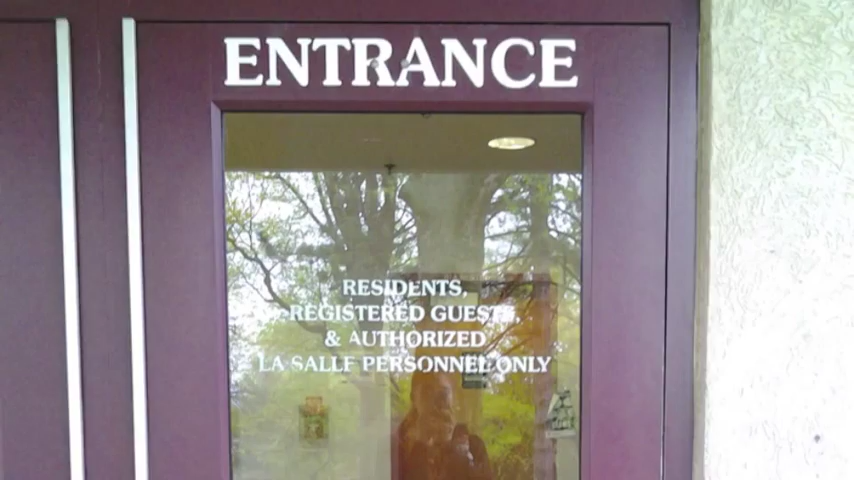 ENTRANCE
RESIDENTS,
REGISTERED GUESTS,
& AUTHORIZED
LA SALLE PERSONNEL ONLY